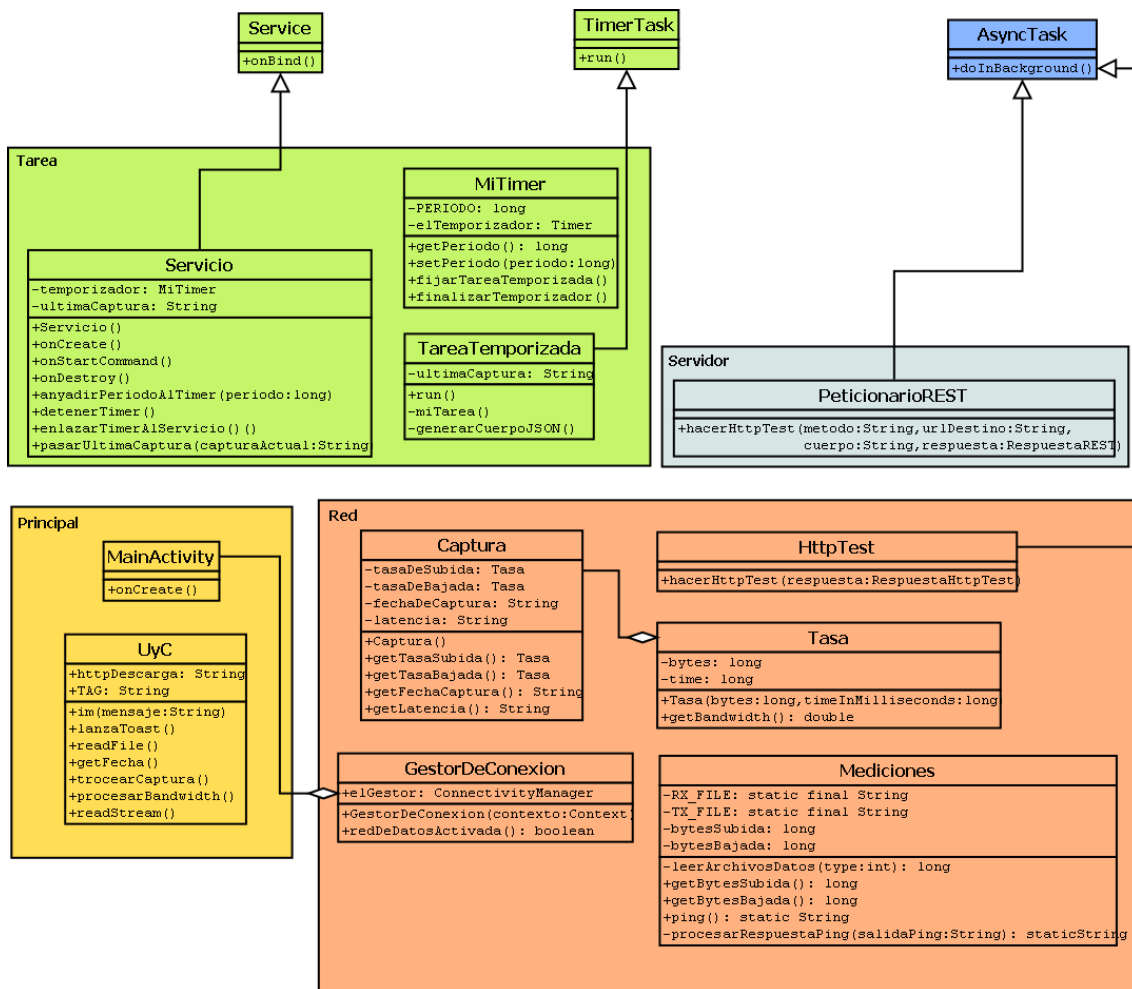 Service
+onBind()
TimerTask
+run()
AsyncTask
+doInBackground()
Tarea
MiTimer
-PERIODO: long
-elTemporizador: Timer
+getPeriodo(): long
+setPeriodo(periodo:long)
+fijarTareaTemporizada()
+finalizarTemporizador()
Servicio
-temporizador: MiTimer
-ultimaCaptura: String
+Servicio()
+onCreate()
+onStartCommand()
+onDestroy()
+anyadirPeriodoAlTimer(periodo:long)
+detenerTimer()
+enlazarTimerAlServicio()()
+pasarUltimaCaptura(capturaActual:String)
TareaTemporizada
-ultimaCaptura: String
+run()
-miTarea()
-generarCuerpoJSON()
Servidor
PeticionarioREST
+hacerHttpTest(metodo:String,urlDestino:String,
cuerpo:String,respuesta:RespuestaREST)
Principal
MainActivity
+onCreate()
UyC
+httpDescarga: String
+TAG: String
+im(mensaje:String)
+lanzaToast()
+readFile()
+getFecha()
+trocearCaptura()
+procesarBandwidth()
+readStream()
Red
Captura
-tasaDeSubida: Tasa
-tasaDeBajada: Tasa
-fechaDeCaptura: String
-latencia: String
+Captura()
+getTasaSubida(): Tasa
+getTasaBajada(): Tasa
+getFechaCaptura(): String
+getLatencia(): String
HttpTest
+hacerHttpTest(respuesta:RespuestaHttpTest)
Tasa
-bytes: long
-time: long
+Tasa(bytes:long,timeInMilliseconds:long)
+getBandwidth(): double
GestorDeConexion
+elGestor: ConnectivityManager
+GestorDeConexion(contexto:Context)
+redDeDatosActivada(): boolean
Mediciones
-RX_FILE: static final String
-TX_FILE: static final String
-bytesSubida: long
-bytesBajada: long
-leerArchivosDatos(type:int): long
+getBytesSubida(): long
+getBytesBajada(): long
+ping(): static String
-procesarRespuestaPing(salidaPing:String): staticString